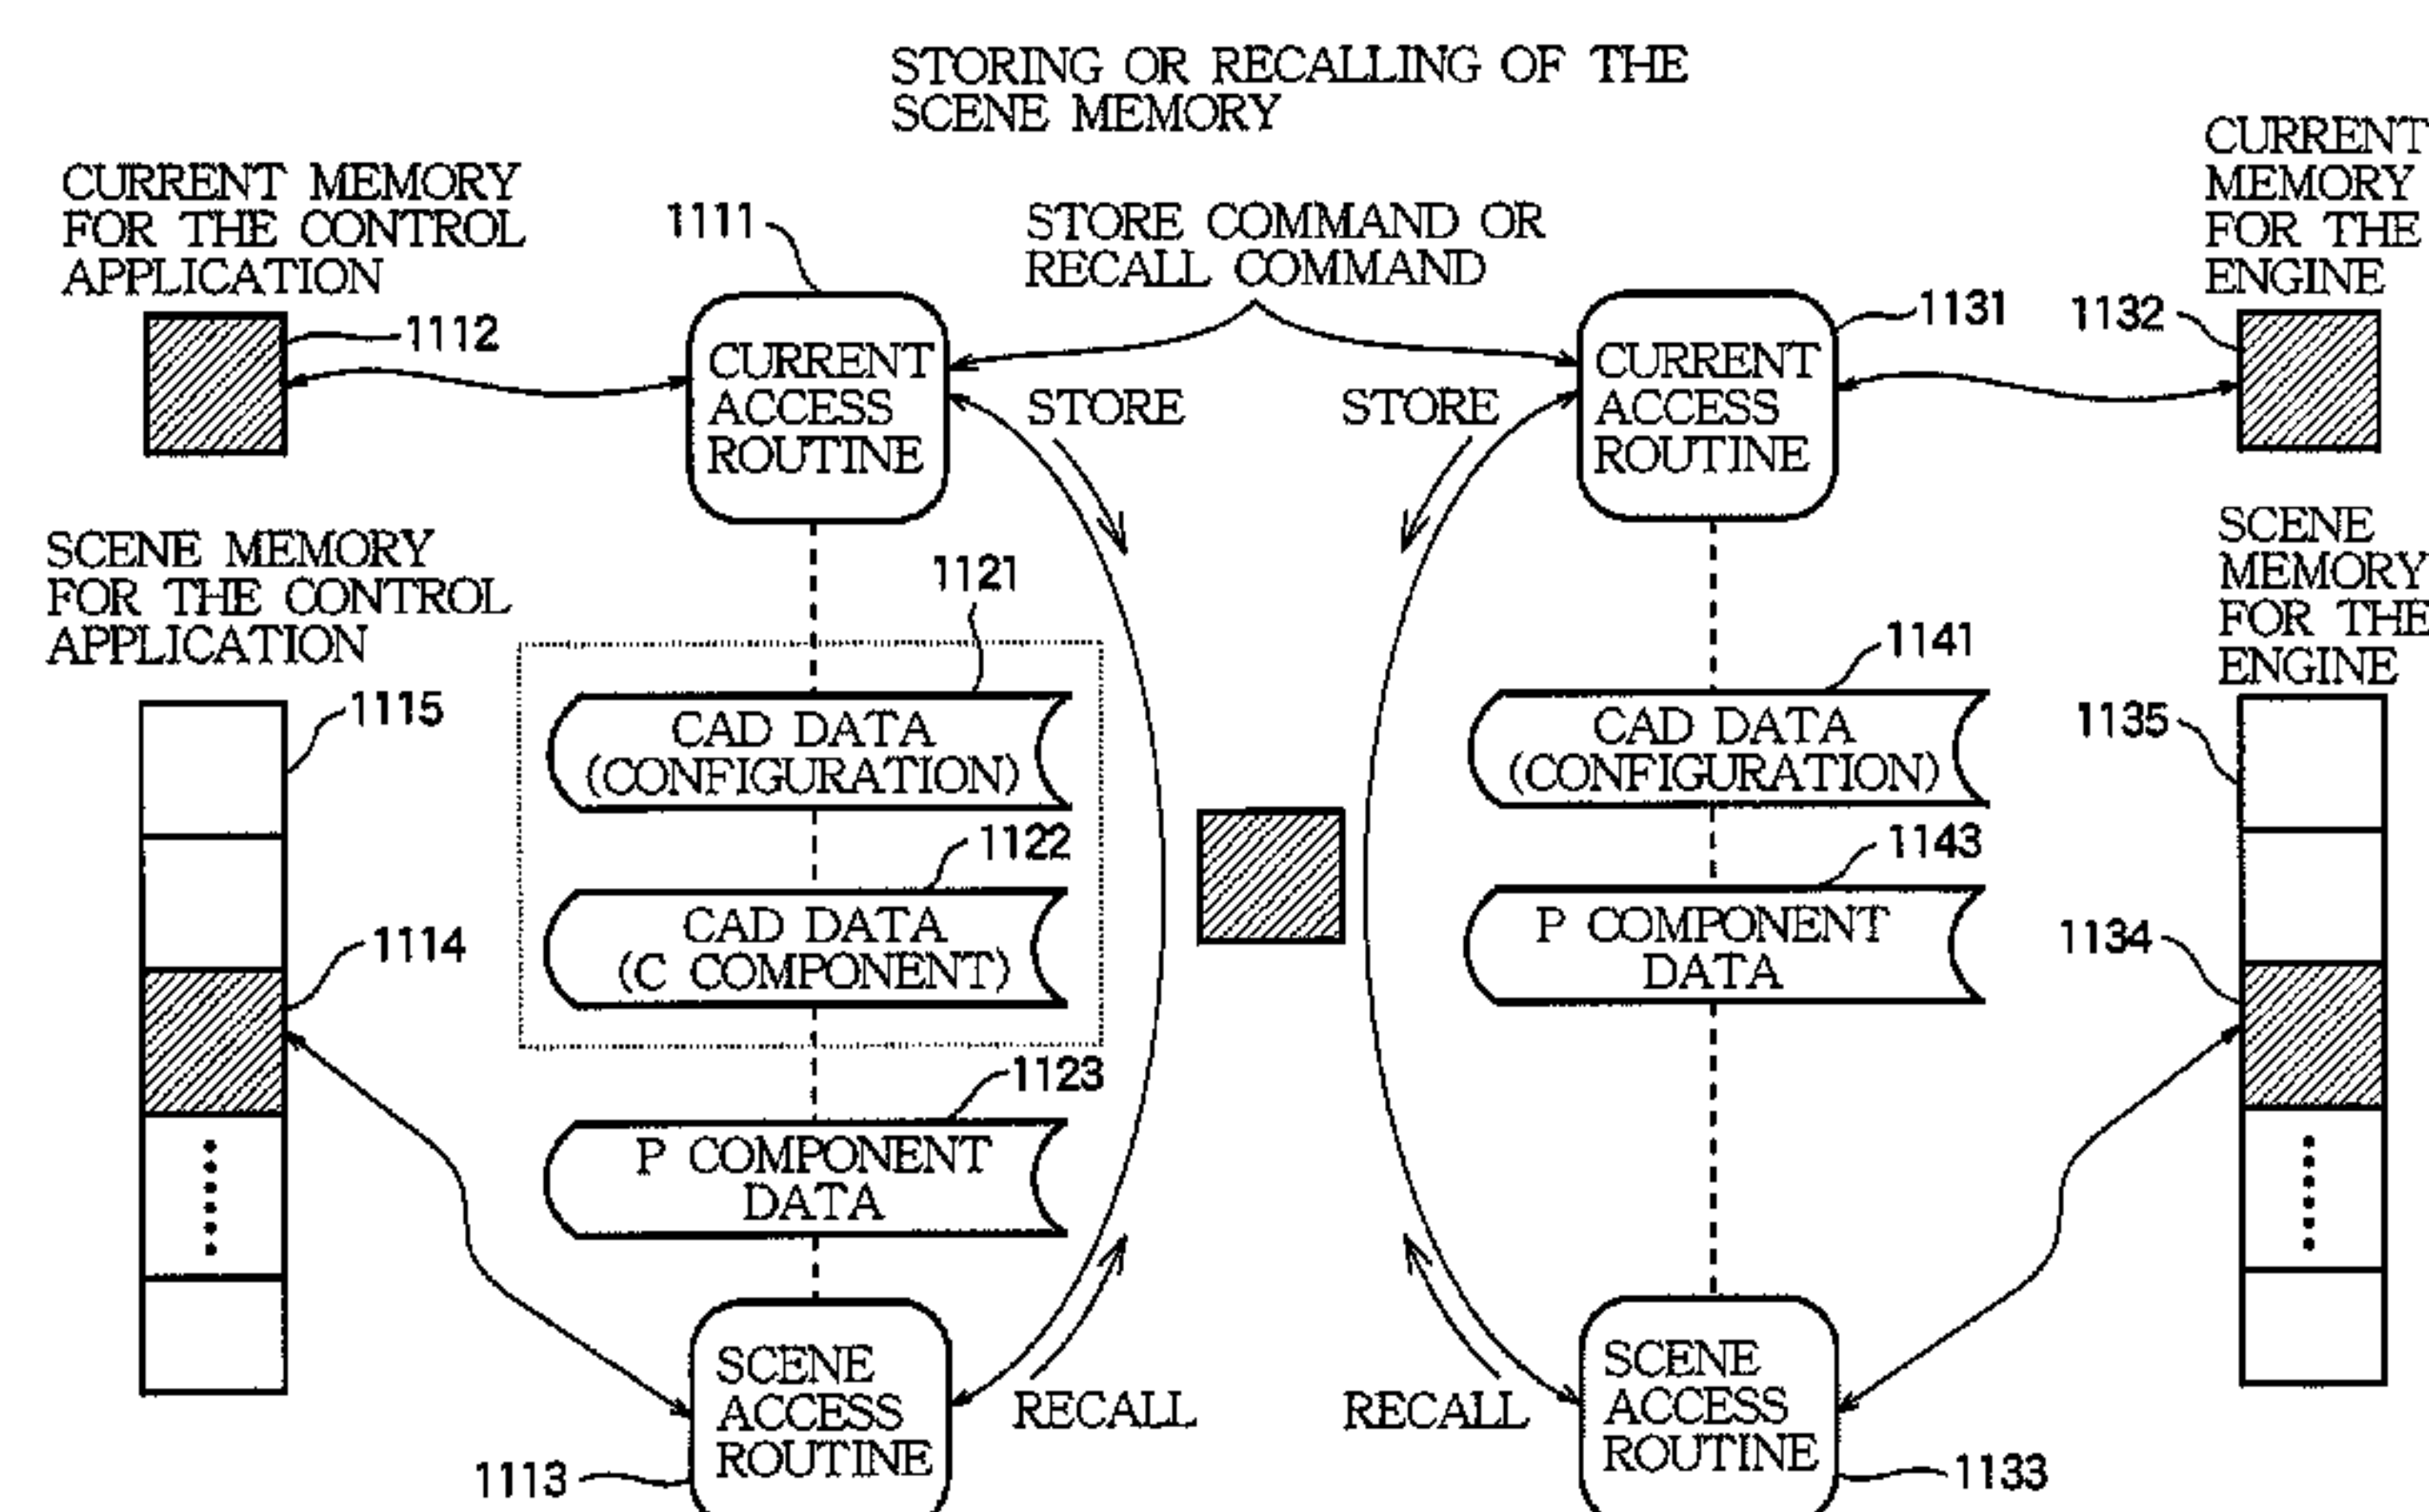 STORING OR RECALLING OF THE
SCENE MEMORY
CURRENT MEMORY
FOR THE CONTROL
APPLICATION
1111
STORE COMMAND OR
RECALL COMMAND
CURRENT
MEMORY
FOR THE
ENGINE
1112
1131
1132
CURRENT
ACCESS
ROUTINE
STORE
STORE
CURRENT
ACCESS
ROUTINE
SCENE MEMORY
FOR THE CONTROL
APPLICATION
1121
1141
SCENE
MEMORY
FOR THE
ENGINE
1115
CAD DATA
(CONFIGURATION)
CAD DATA
(CONFIGURATION)
1135
1122
1143
1114
CAD DATA
(C COMPONENT)
P COMPONENT
DATA
1134
1123
P COMPONENT
DATA
SCENE
ACCESS
ROUTINE
RECALL
RECALL
SCENE
ACCESS
ROUTINE
1113
1133